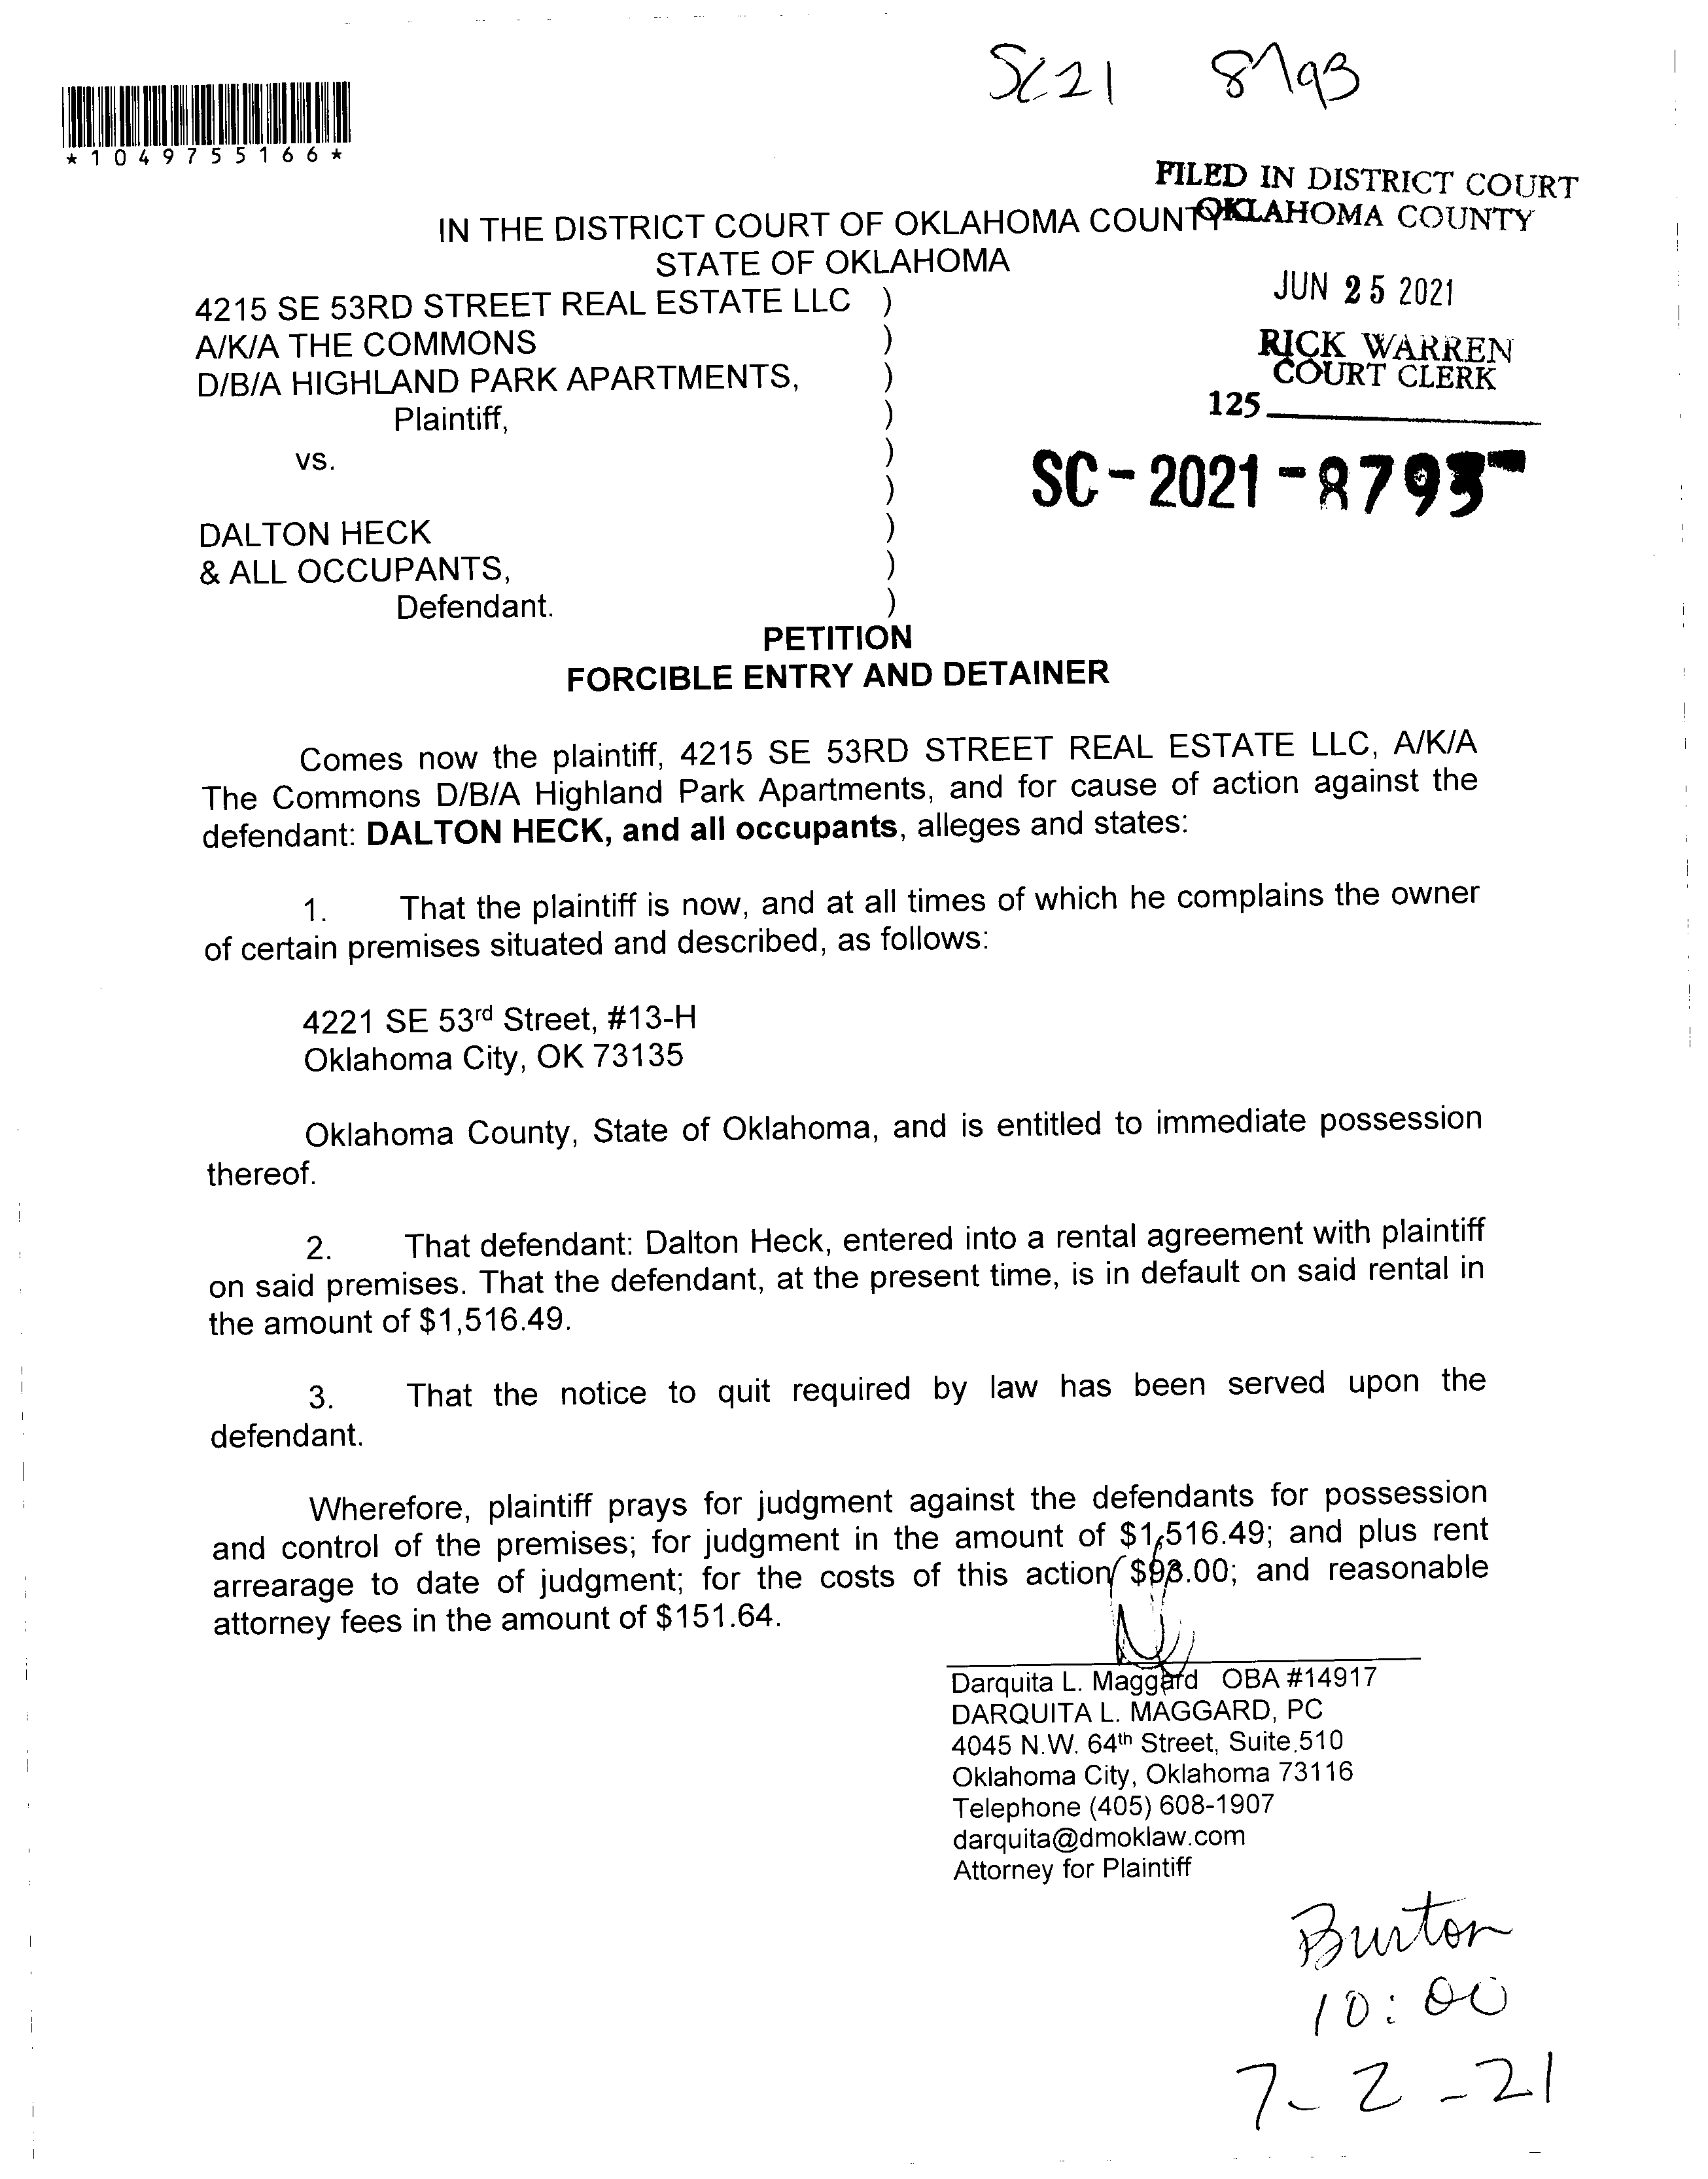 SC21 8793
*1049755166*
FILED IN DISTRICT COURT
OKLAHOMA COUNTY
IN THE DISTRICT COURT OF OKLAHOMA COUNTY
STATE OF OKLAHOMA
JUN 25 2021
RICK WARREN
COURT CLERK
125
SC-2021-8793-
4215 SE 53RD STREET REAL ESTATE LLC )
A/K/A THE COMMONS )
D/B/A HIGHLAND PARK APARTMENTS, )
Plaintiff, )
vs. )
)
DALTON HECK )
& ALL OCCUPANTS, )
Defendant. )
PETITION
FORCIBLE ENTRY AND DETAINER
Comes now the plaintiff, 4215 SE 53RD STREET REAL ESTATE LLC, A/K/A
The Commons D/B/A Highland Park Apartments, and for cause of action against the
defendant: DALTON HECK, and all occupants, alleges and states:
1. That the plaintiff is now, and at all times of which he complains the owner
of certain premises situated and described, as follows:
4221 SE 53rd Street, #13-H
Oklahoma City, OK 73135
Oklahoma County, State of Oklahoma, and is entitled to immediate possession
thereof.
2. That defendant: Dalton Heck, entered into a rental agreement with plaintiff
on said premises. That the defendant, at the present time, is in default on said rental in
the amount of $1,516.49.
3. That the notice to quit required by law has been served upon the
defendant.
Wherefore, plaintiff prays for judgment against the defendants for possession
and control of the premises; for judgment in the amount of $1,516.49; and plus rent
arrearage to date of judgment; for the costs of this action $93.00; and reasonable
attorney fees in the amount of $151.64.
Darquita L. Maggard OBA #14917
DARQUITA L. MAGGARD, PC
4045 N.W. 64th Street, Suite 510
Oklahoma City, Oklahoma 73116
Telephone (405) 608-1907
darquita@dmoklaw.com
Attorney for Plaintiff
Burton
10:00
7-2-21